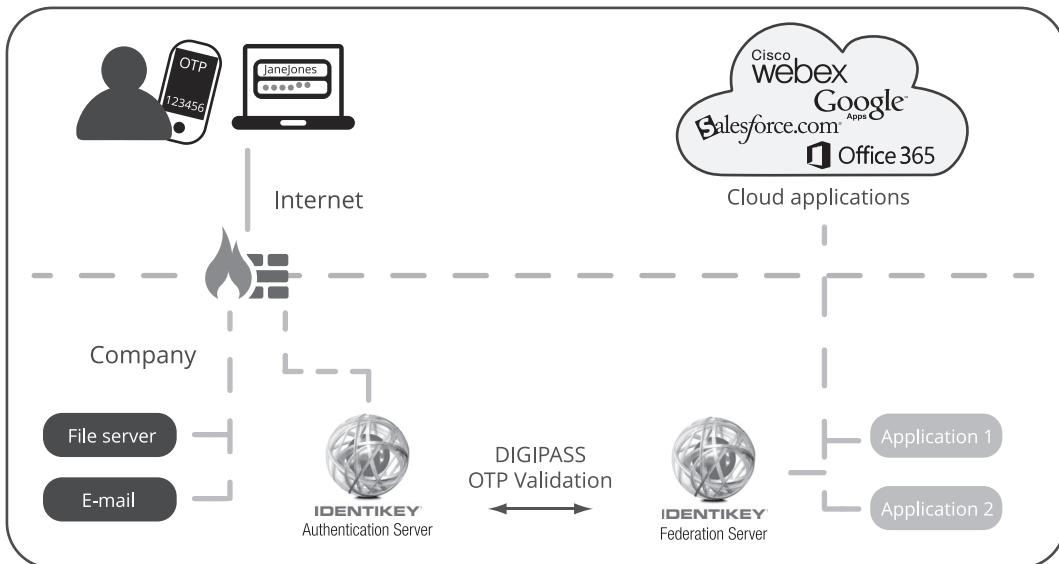 OTP
123456
JaneJones
Cisco
webex
Google™
Apps
Salesforce.com®
Office 365
Internet
Cloud applications
Company
File server
E-mail
IDENTIKEY®
Authentication Server
DIGIPASS
OTP Validation
IDENTIKEY®
Federation Server
Application 1
Application 2